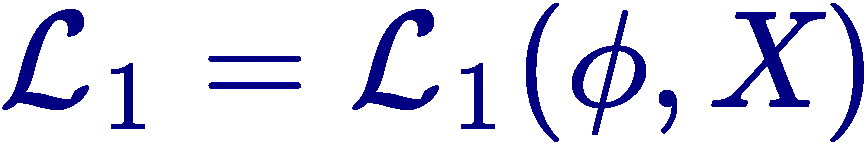 ℒ₁ = ℒ₁(ϕ, X)